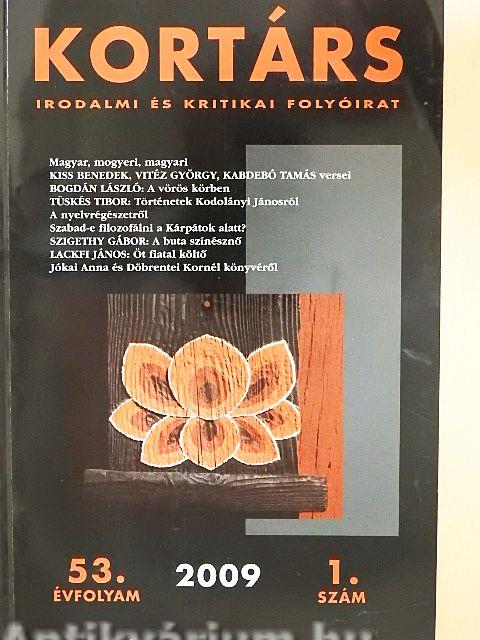 KORTÁRS
IRODALMI ÉS KRITIKAI FOLYÓIRAT
Magyar, mogyeri, magyari
KISS BENEDEK, VITÉZ GYÖRGY, KABDEBÓ TAMÁS versei
BOGDÁN LÁSZLÓ: A vörös körben
TÜSKÉS TIBOR: Történetek Kodolányi Jánosról
A nyelvrégészetről
Szabad-e filozofálni a Kárpátok alatt?
SZIGETHY GÁBOR: A buta színésznő
LACKFI JÁNOS: Öt fiatal költő
Jókai Anna és Döbrentei Kornél könyvéről
53. 2009 1.
ÉVFOLYAM SZÁM
Antikvárium.hu